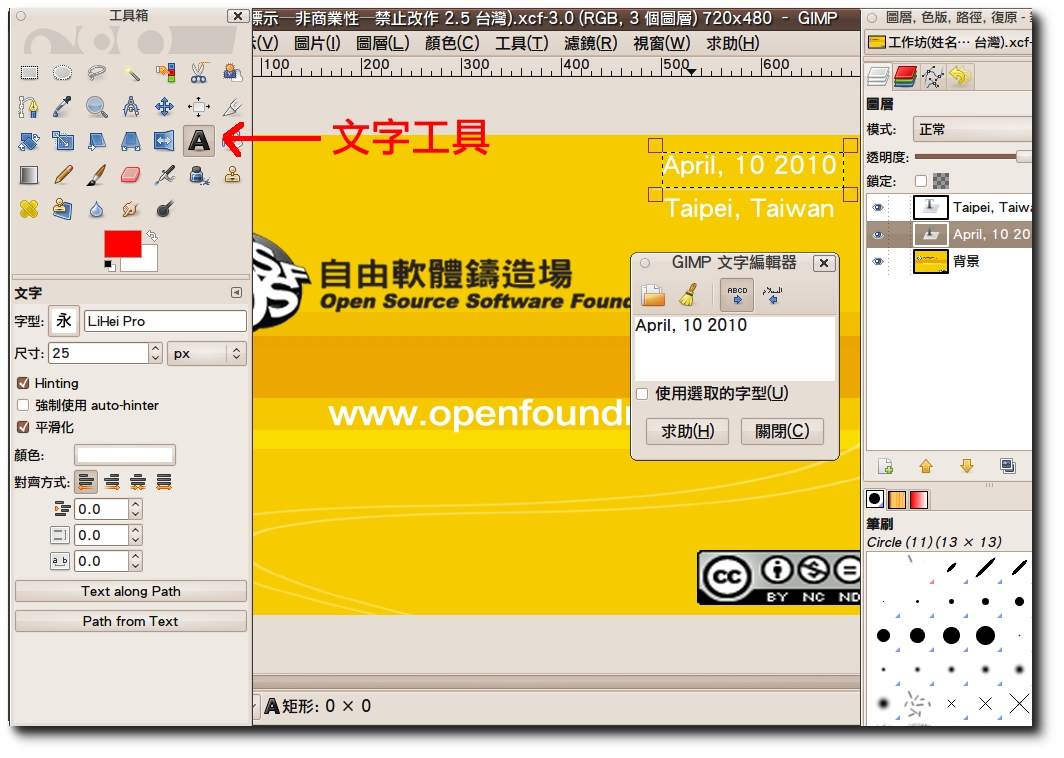 工具箱
標示─非商業性─禁止改作 2.5 台灣).xcf-3.0 (RGB, 3 個圖層) 720x480 – GIMP
圖層, 色版, 路徑, 復原 -
(V) 圖片(I) 圖層(L) 顏色(C) 工具(T) 濾鏡(R) 視窗(W) 求助(H)
工作坊(姓名⋯ 台灣).xcf-
100 200 300 400 500 600
文字工具
圖層
模式: 正常
透明度:
鎖定:
April, 10 2010
Taipei, Taiwan
Taipei, Taiwa
April, 10 20
背景
自由軟體鑄造場
Open Source Software Foun
www.openfound
GIMP 文字編輯器
ABCD
April, 10 2010
使用選取的字型(U)
求助(H) 關閉(C)
文字
字型: 永 LiHei Pro
尺寸: 25 px
Hinting
強制使用 auto-hinter
平滑化
顏色:
對齊方式:
0.0
0.0
a b 0.0
Text along Path
Path from Text
cc BY NC ND
筆刷
Circle (11) (13 × 13)
A 矩形: 0 × 0